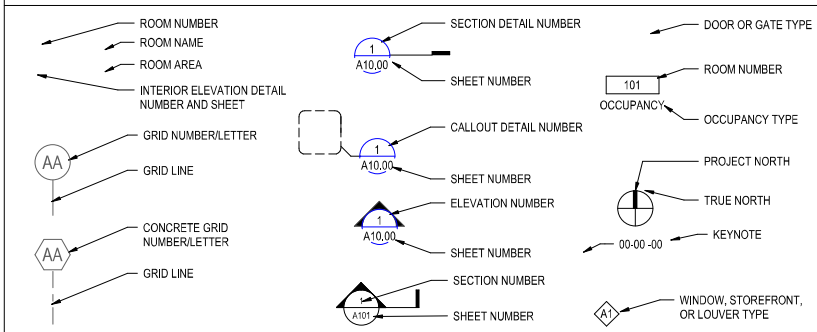 ROOM NUMBER
ROOM NAME
ROOM AREA
INTERIOR ELEVATION DETAIL
NUMBER AND SHEET
AA
GRID NUMBER/LETTER
GRID LINE
AA
CONCRETE GRID
NUMBER/LETTER
GRID LINE
SECTION DETAIL NUMBER
1
A10,00
SHEET NUMBER
CALLOUT DETAIL NUMBER
1
A10,00
SHEET NUMBER
ELEVATION NUMBER
1
A10,00
SHEET NUMBER
SECTION NUMBER
1
A101
SHEET NUMBER
DOOR OR GATE TYPE
ROOM NUMBER
101
OCCUPANCY
OCCUPANCY TYPE
PROJECT NORTH
TRUE NORTH
KEYNOTE
00-00 -00
WINDOW, STOREFRONT,
A1
OR LOUVER TYPE